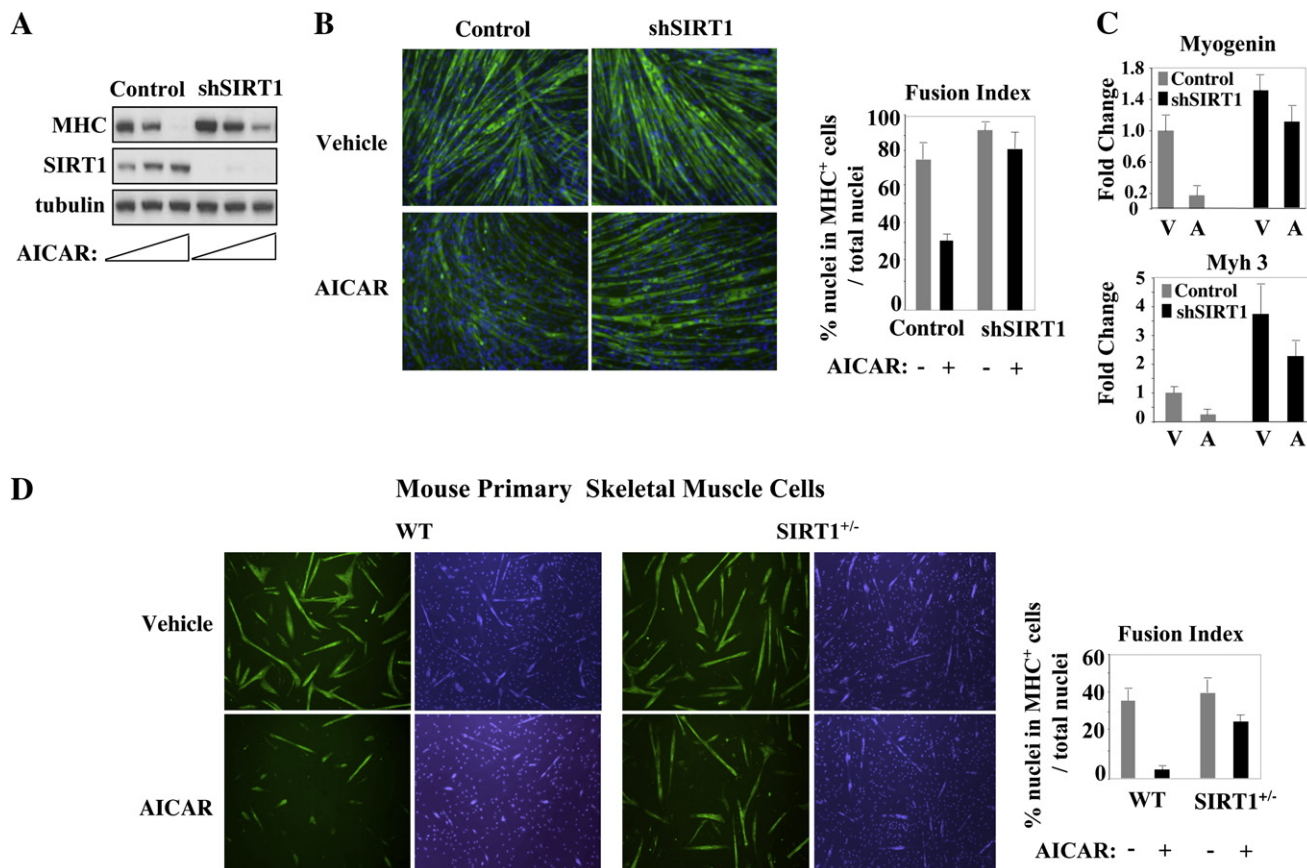 A
Control shSIRT1
MHC
SIRT1
tubulin
AICAR:
B
Control shSIRT1
Vehicle
AICAR
Fusion Index
% nuclei in MHC+ cells
/ total nuclei
100
80
60
40
20
0
Control shSIRT1
AICAR: - + - +
C
Myogenin
Fold Change
1.8
1.4
1.0
0.6
0.2
0
Control
shSIRT1
V A V A
Myh 3
Fold Change
5
4
3
2
1
0
Control
shSIRT1
V A V A
D
Mouse Primary Skeletal Muscle Cells
WT SIRT1+/-
Vehicle
AICAR
Fusion Index
% nuclei in MHC+ cells
/ total nuclei
60
40
20
0
WT SIRT1+/-
AICAR: - + - +